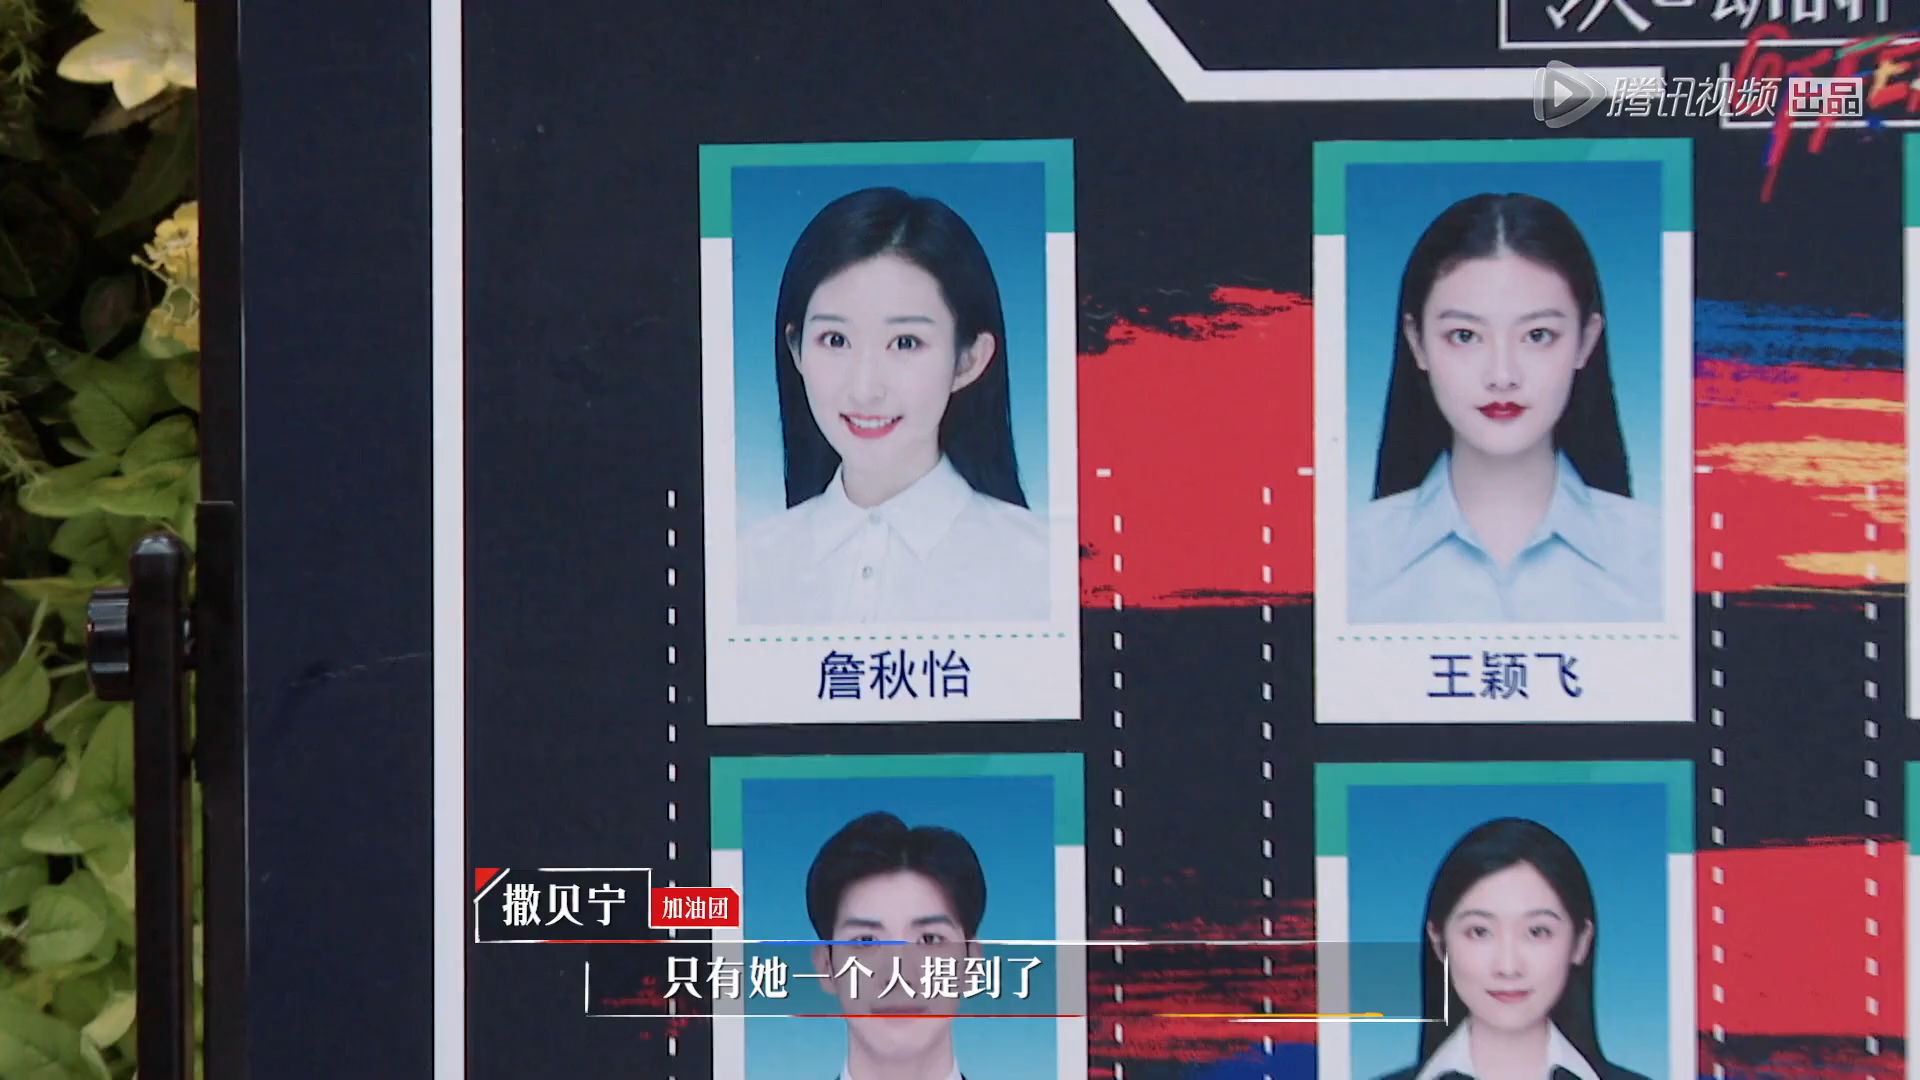 腾讯视频 出品
詹秋怡
王颖飞
撒贝宁 加油团
只有她一个人提到了